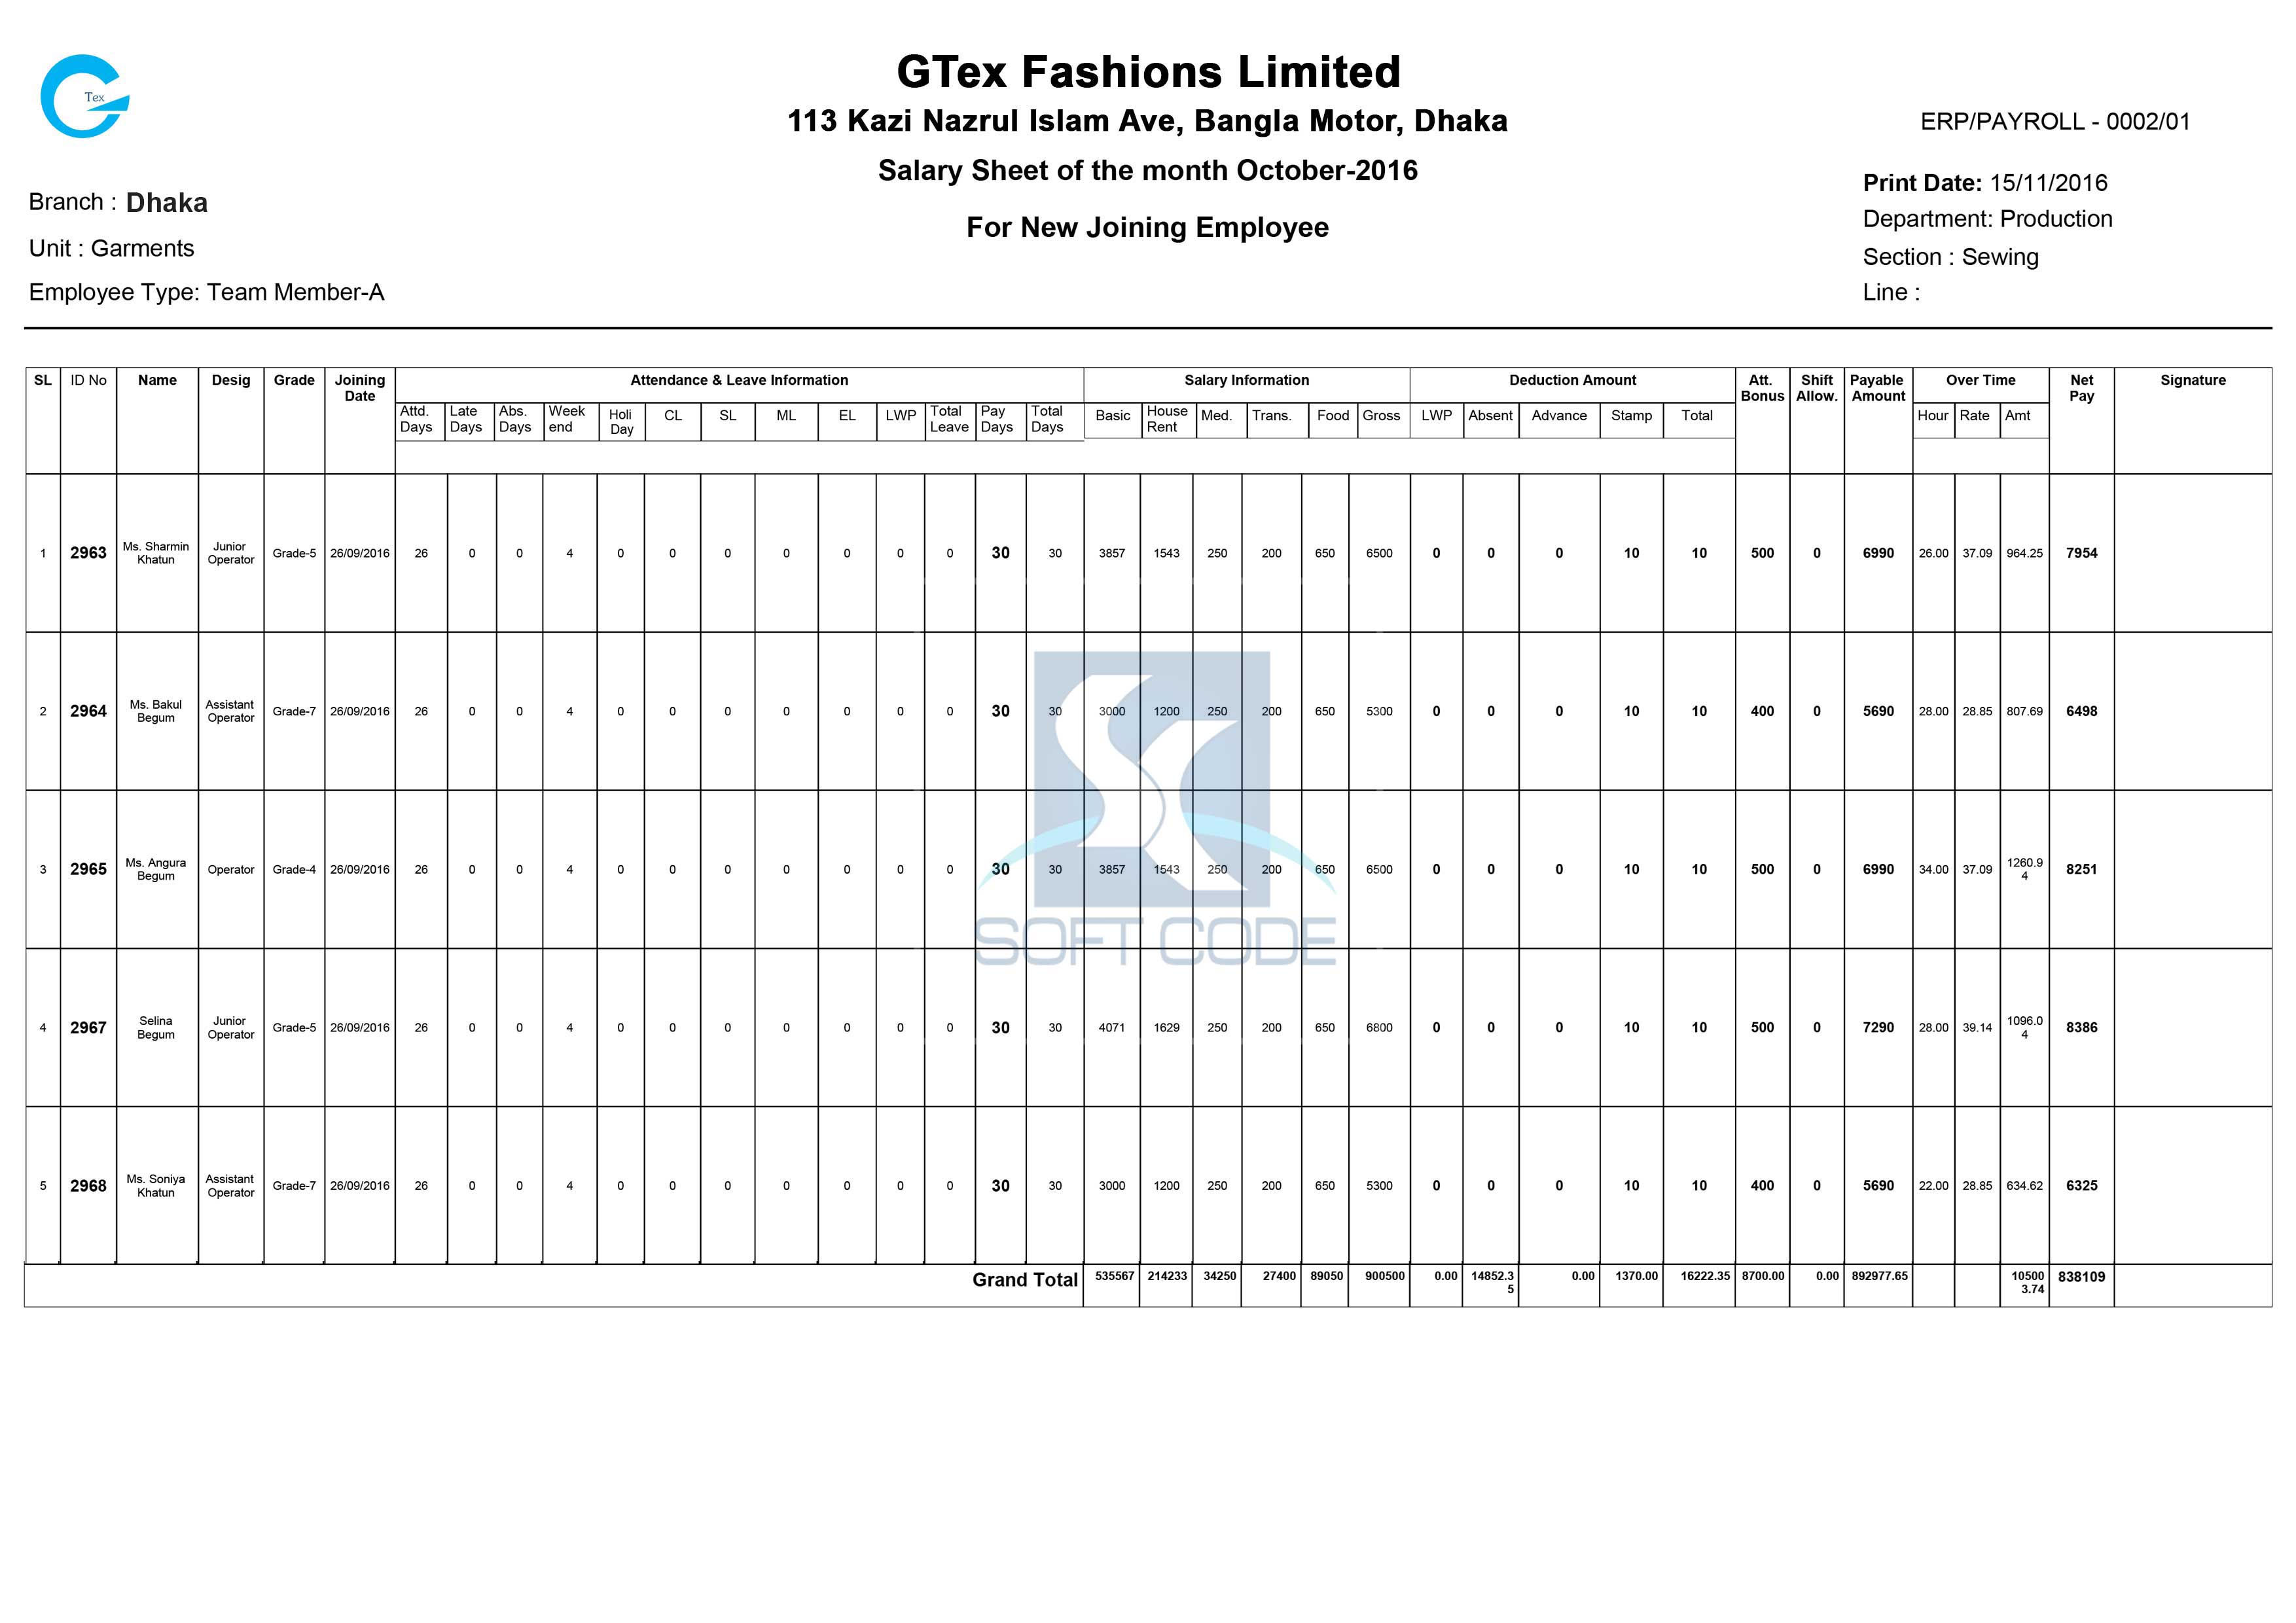 Tex
GTex Fashions Limited
113 Kazi Nazrul Islam Ave, Bangla Motor, Dhaka
ERP/PAYROLL - 0002/01
Salary Sheet of the month October-2016
For New Joining Employee
Branch : Dhaka
Unit : Garments
Employee Type: Team Member-A
Print Date: 15/11/2016
Department: Production
Section : Sewing
Line :
SL ID No Name Desig Grade Joining Date Attendance & Leave Information Salary Information Deduction Amount Att. Bonus Shift Allow. Payable Amount Over Time Net Pay Signature
Attd. Days Late Days Abs. Days Week end Holi Day CL SL ML EL LWP Total Leave Pay Days Total Days Basic House Rent Med. Trans. Food Gross LWP Absent Advance Stamp Total Hour Rate Amt
1 2963 Ms. Sharmin Khatun Junior Operator Grade-5 26/09/2016 26 0 0 4 0 0 0 0 0 0 0 30 30 3857 1543 250 200 650 6500 0 0 0 10 10 500 0 6990 26.00 37.09 964.25 7954
2 2964 Ms. Bakul Begum Assistant Operator Grade-7 26/09/2016 26 0 0 4 0 0 0 0 0 0 0 30 30 3000 1200 250 200 650 5300 0 0 0 10 10 400 0 5690 28.00 28.85 807.69 6498
3 2965 Ms. Angura Begum Operator Grade-4 26/09/2016 26 0 0 4 0 0 0 0 0 0 0 30 30 3857 1543 250 200 650 6500 0 0 0 10 10 500 0 6990 34.00 37.09 1260.94 8251
SOFT CODE
4 2967 Selina Begum Junior Operator Grade-5 26/09/2016 26 0 0 4 0 0 0 0 0 0 0 30 30 4071 1629 250 200 650 6800 0 0 0 10 10 500 0 7290 28.00 39.14 1096.04 8386
5 2968 Ms. Soniya Khatun Assistant Operator Grade-7 26/09/2016 26 0 0 4 0 0 0 0 0 0 0 30 30 3000 1200 250 200 650 5300 0 0 0 10 10 400 0 5690 22.00 28.85 634.62 6325
Grand Total 535567 214233 34250 27400 89050 900500 0.00 14852.35 0.00 1370.00 16222.35 8700.00 0.00 892977.65 105003.74 838109